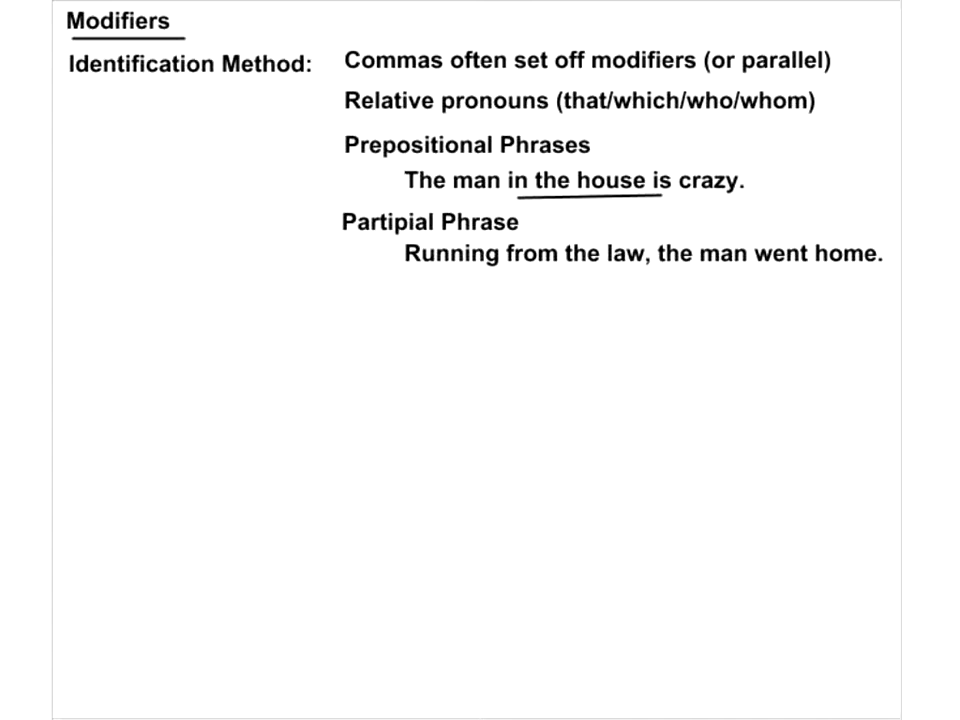 Modifiers
Identification Method: Commas often set off modifiers (or parallel)
Relative pronouns (that/which/who/whom)
Prepositional Phrases
The man in the house is crazy.
Partipial Phrase
Running from the law, the man went home.